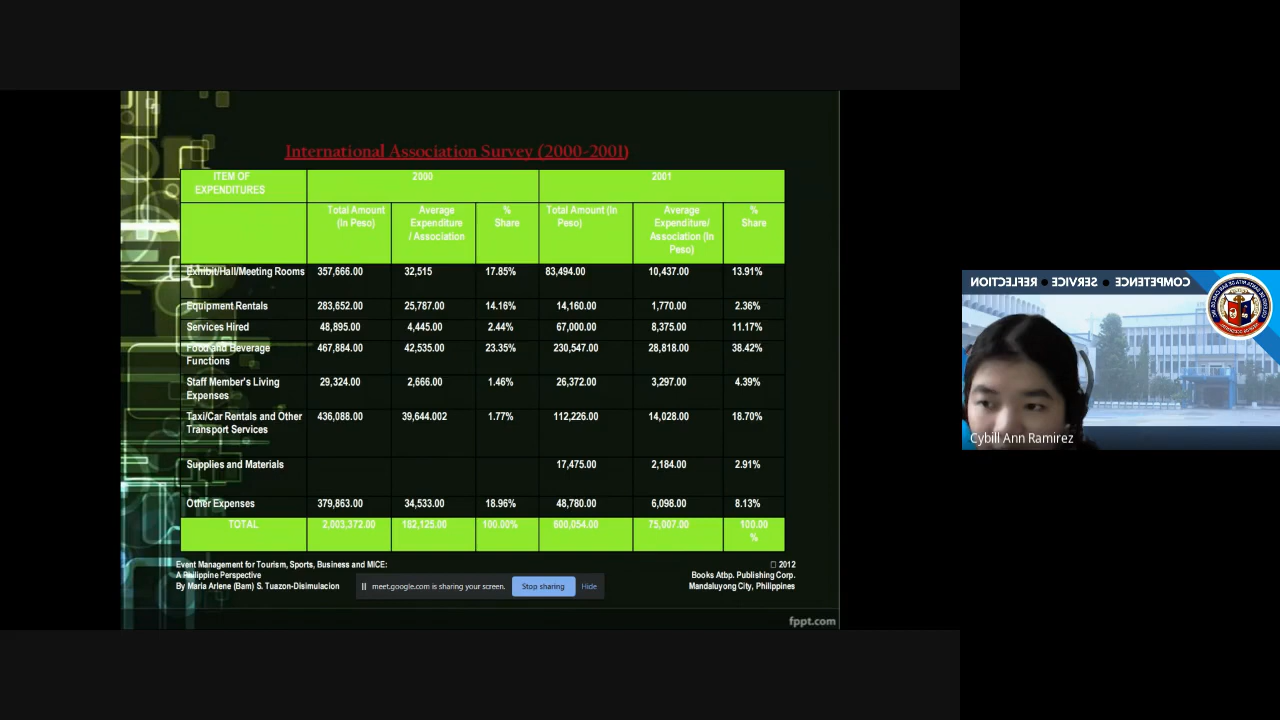 International Association Survey (2000-2001)
ITEM OF EXPENDITURES 2000 2001
Total Amount (In Peso) Average Expenditure / Association % Share Total Amount (In Peso) Average Expenditure/ Association (In Peso) % Share
Exhibit/Hall/Meeting Rooms 357,666.00 32,515 17.85% 83,494.00 10,437.00 13.91%
Equipment Rentals 283,652.00 25,787.00 14.16% 14,160.00 1,770.00 2.36%
Services Hired 48,895.00 4,445.00 2.44% 67,000.00 8,375.00 11.17%
Food and Beverage Functions 467,884.00 42,535.00 23.35% 230,547.00 28,818.00 38.42%
Staff Member's Living Expenses 29,324.00 2,666.00 1.46% 26,372.00 3,297.00 4.39%
Taxi/Car Rentals and Other Transport Services 436,088.00 39,644.002 1.77% 112,226.00 14,028.00 18.70%
Supplies and Materials 17,475.00 2,184.00 2.91%
Other Expenses 379,863.00 34,533.00 18.96% 48,780.00 6,098.00 8.13%
TOTAL 2,003,372.00 182,125.00 100.00% 600,054.00 75,007.00 100.00 %
Event Management for Tourism, Sports, Business and MICE:
A Philippine Perspective
By Maria Arlene (Bam) S. Tuazon-Disimulacion
2012
Books Atbp. Publishing Corp.
Mandaluyong City, Philippines
meet.google.com is sharing your screen. Stop sharing Hide
fppt.com
COMPETENCE • SERVICE • REFLECTION
Cybill Ann Ramirez